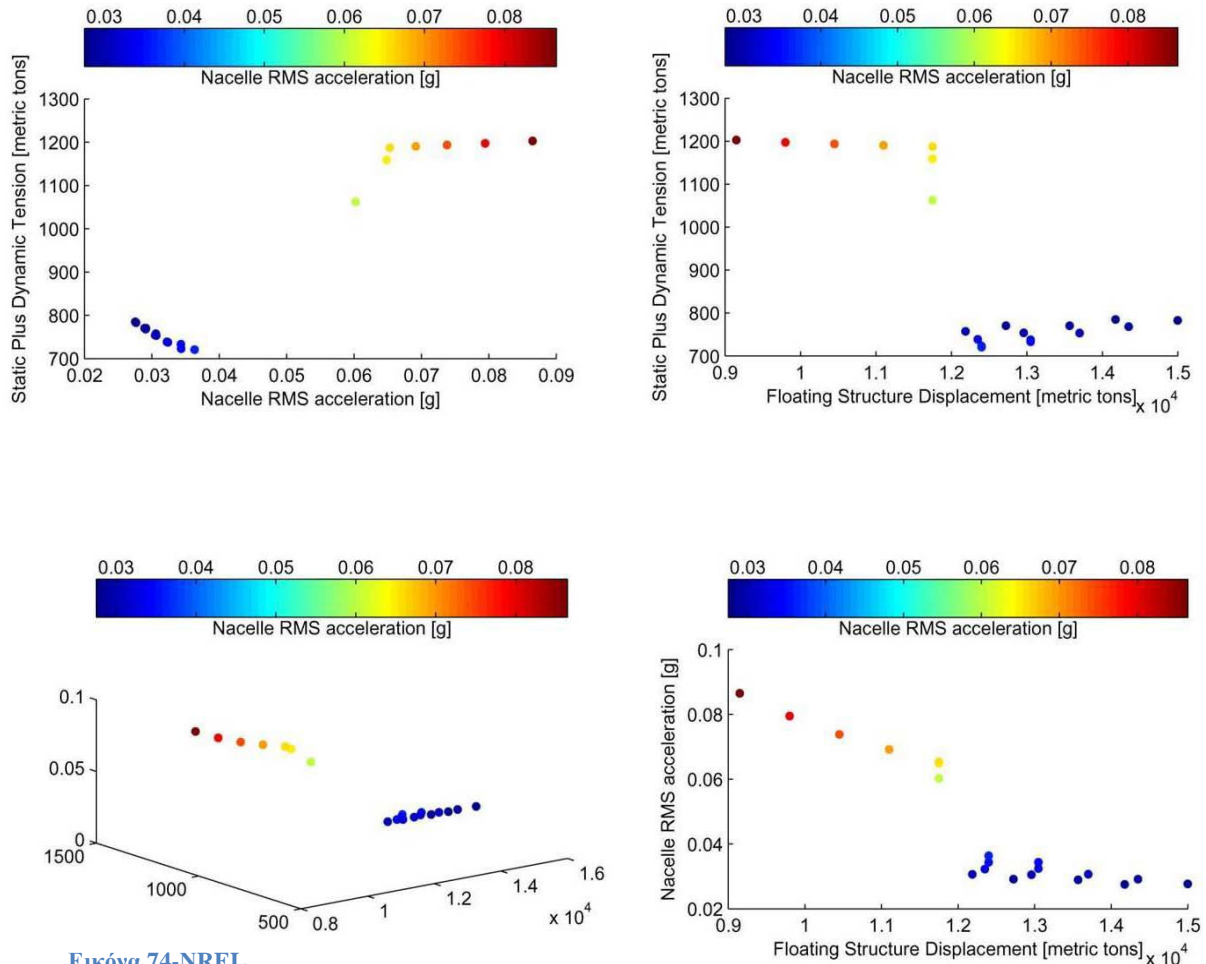 0.03 0.04 0.05 0.06 0.07 0.08
Nacelle RMS acceleration [g]
Static Plus Dynamic Tension [metric tons]
1300
1200
1100
1000
900
800
700
0.02 0.03 0.04 0.05 0.06 0.07 0.08 0.09
Nacelle RMS acceleration [g]
0.03 0.04 0.05 0.06 0.07 0.08
Nacelle RMS acceleration [g]
Static Plus Dynamic Tension [metric tons]
1300
1200
1100
1000
900
800
700
0.9 1 1.1 1.2 1.3 1.4 1.5
Floating Structure Displacement [metric tons] x 10⁴
0.03 0.04 0.05 0.06 0.07 0.08
Nacelle RMS acceleration [g]
0.1
0.05
0
1500
1000
500
0.8
1
1.2
1.4
1.6
x 10⁴
0.03 0.04 0.05 0.06 0.07 0.08
Nacelle RMS acceleration [g]
Nacelle RMS acceleration [g]
0.1
0.08
0.06
0.04
0.02
0.9 1 1.1 1.2 1.3 1.4 1.5
Floating Structure Displacement [metric tons] x 10⁴
Εικόνα 74-NREL